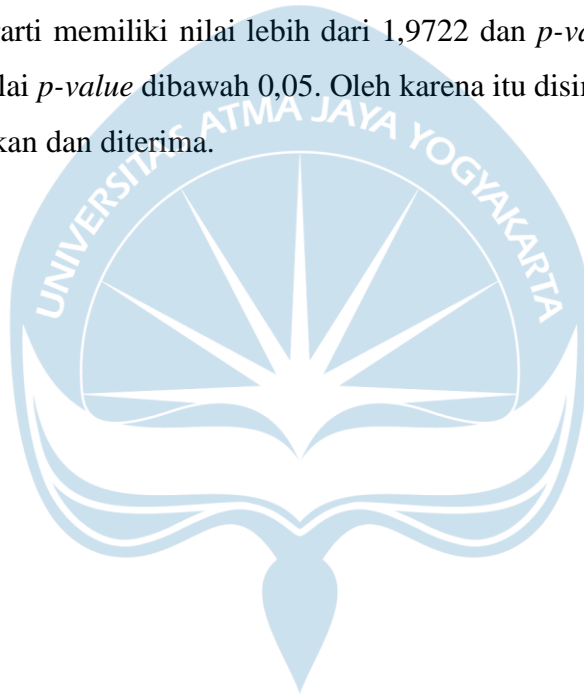 arti memiliki nilai lebih dari 1,9722 dan p-va
lai p-value dibawah 0,05. Oleh karena itu disi
kan dan diterima.
UNIVERSITAS ATMA JAYA YOGYAKARTA